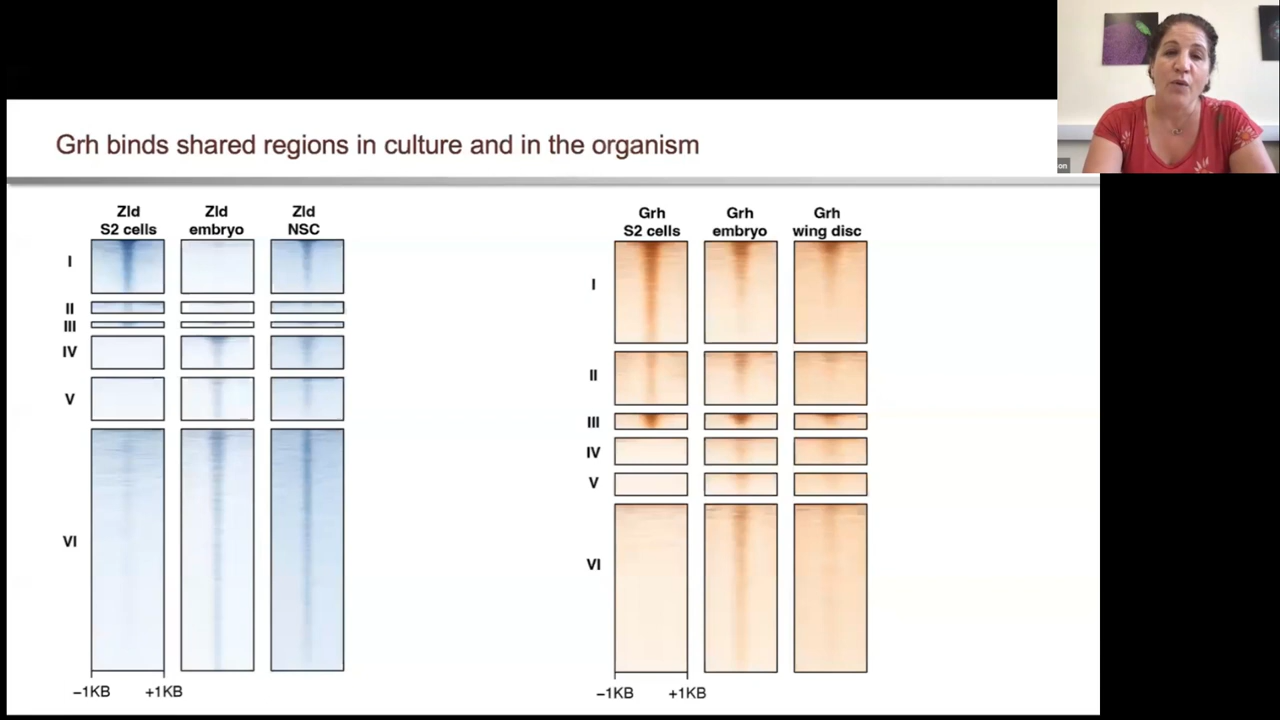 Grh binds shared regions in culture and in the organism
Zld
S2 cells
Zld
embryo
Zld
NSC
I
II
III
IV
V
VI
−1KB
+1KB
Grh
S2 cells
Grh
embryo
Grh
wing disc
I
II
III
IV
V
VI
−1KB
+1KB
on